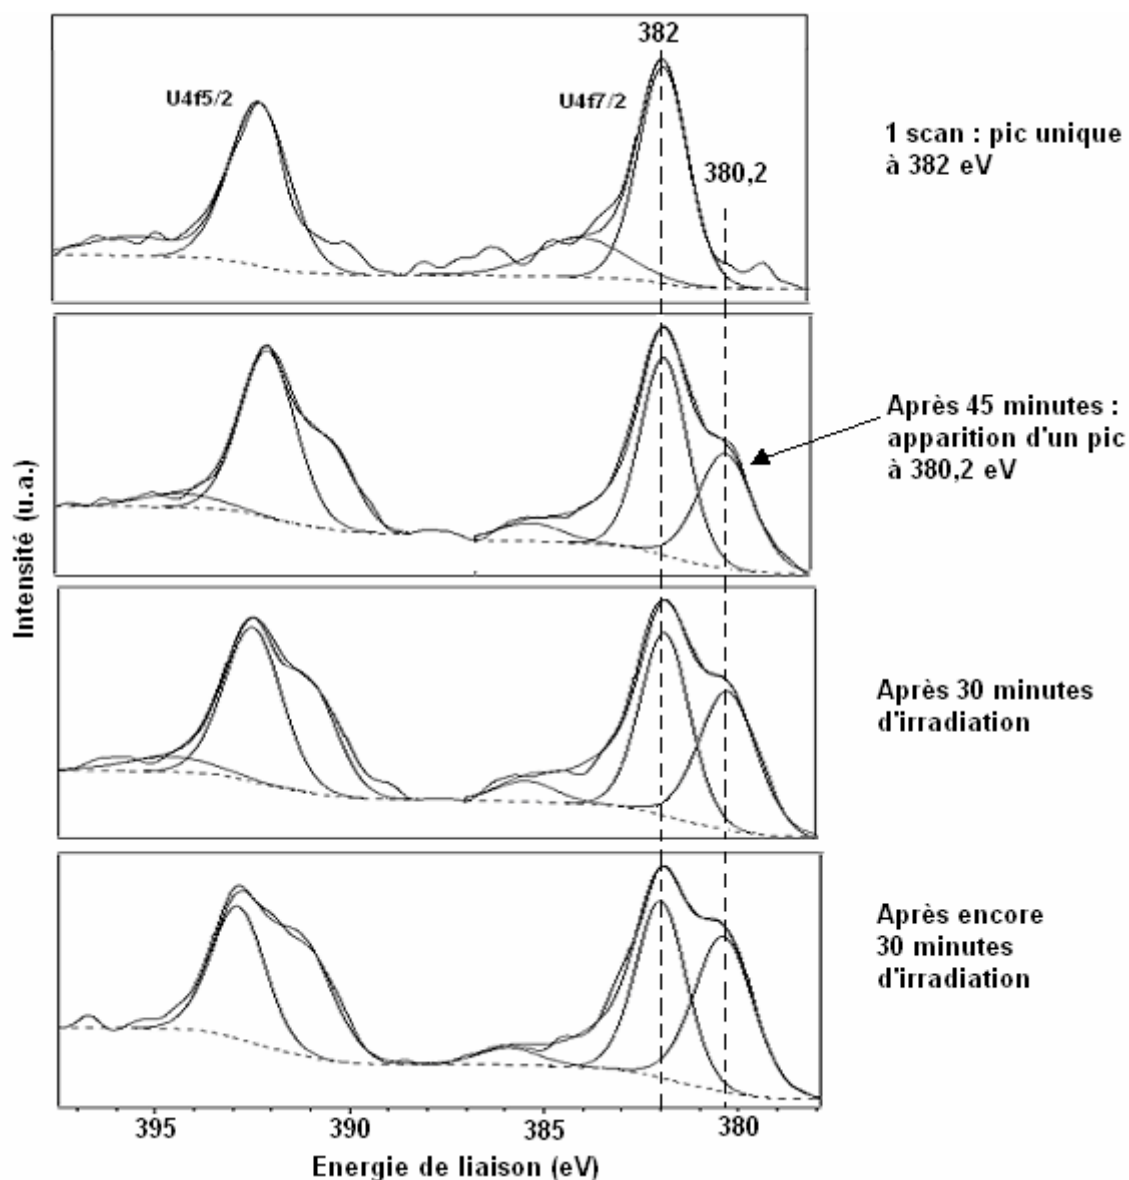 382
U4f5/2
U4f7/2
380,2
1 scan : pic unique
à 382 eV
Après 45 minutes :
apparition d'un pic
à 380,2 eV
Intensité (u.a.)
Après 30 minutes
d'irradiation
Après encore
30 minutes
d'irradiation
395 390 385 380
Energie de liaison (eV)